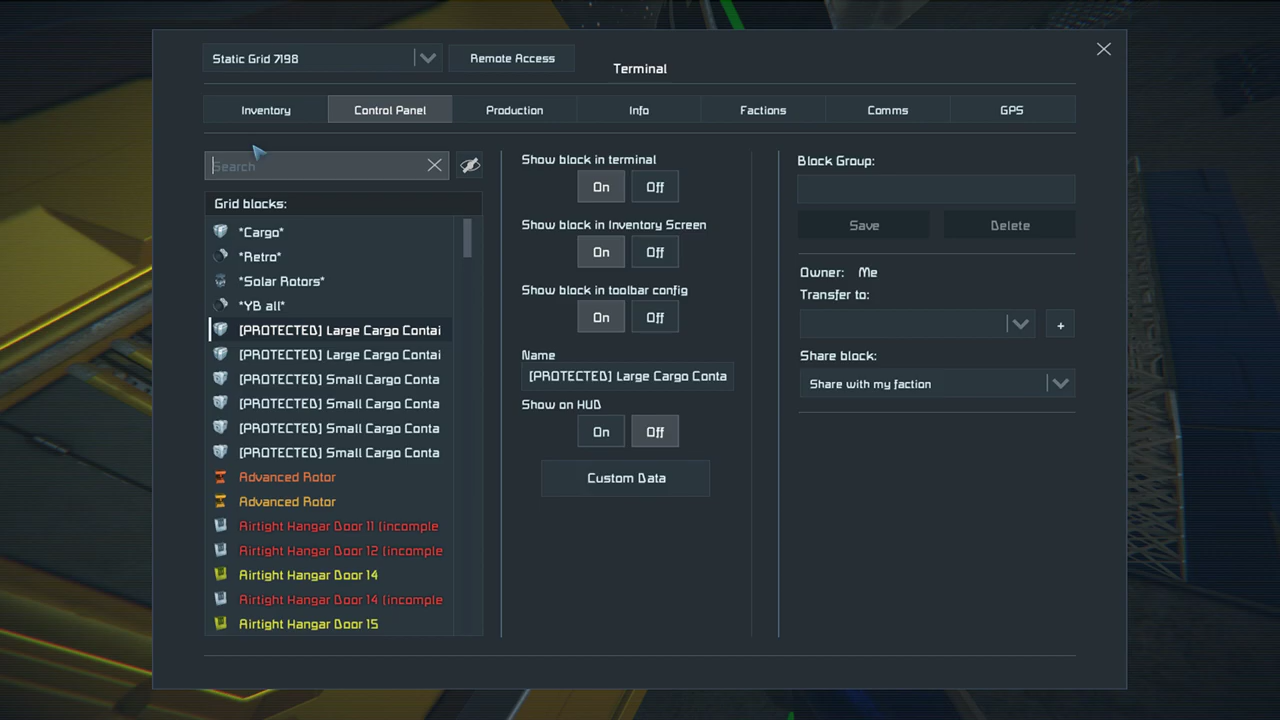 Static Grid 7198
Remote Access
Terminal
Inventory
Control Panel
Production
Info
Factions
Comms
GPS
Search
Grid blocks:
*Cargo*
*Retro*
*Solar Rotors*
*YB all*
[PROTECTED] Large Cargo Contai
[PROTECTED] Large Cargo Contai
[PROTECTED] Small Cargo Conta
[PROTECTED] Small Cargo Conta
[PROTECTED] Small Cargo Conta
[PROTECTED] Small Cargo Conta
Advanced Rotor
Advanced Rotor
Airtight Hangar Door 11 (incomple
Airtight Hangar Door 12 (incomple
Airtight Hangar Door 14
Airtight Hangar Door 14 (incomple
Airtight Hangar Door 15
Show block in terminal
On Off
Show block in Inventory Screen
On Off
Show block in toolbar config
On Off
Name
[PROTECTED] Large Cargo Conta
Show on HUD
On Off
Custom Data
Block Group:
Save Delete
Owner: Me
Transfer to:
+
Share block:
Share with my faction